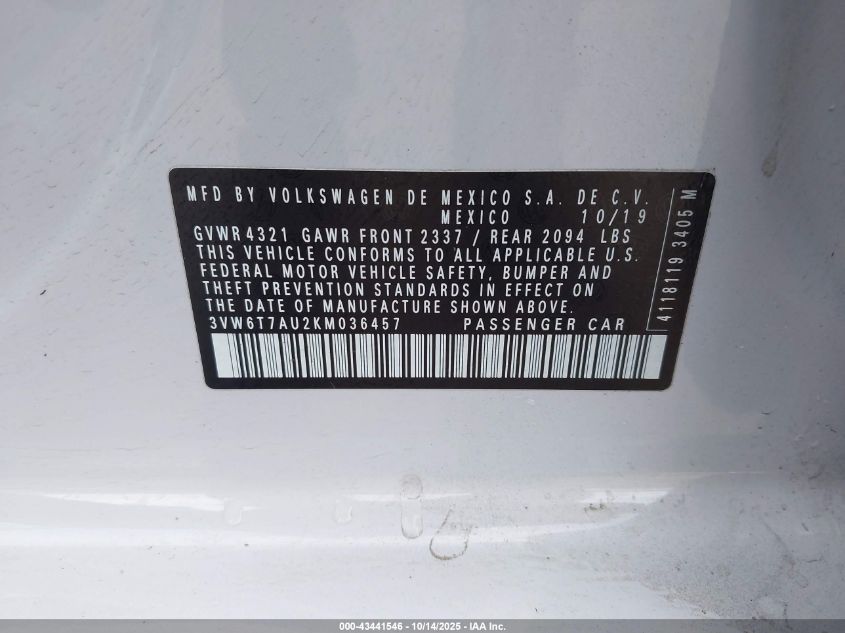 MFD BY VOLKSWAGEN DE MEXICO S.A. DE C.V.
MEXICO 10/19
GVWR 4321 GAWR FRONT 2337 / REAR 2094 LBS
THIS VEHICLE CONFORMS TO ALL APPLICABLE U.S.
FEDERAL MOTOR VEHICLE SAFETY, BUMPER AND
THEFT PREVENTION STANDARDS IN EFFECT ON
THE DATE OF MANUFACTURE SHOWN ABOVE.
3VW6T7AU2KM036457 PASSENGER CAR
4118119 3405 M
000-43441546 - 10/14/2025 - IAA Inc.